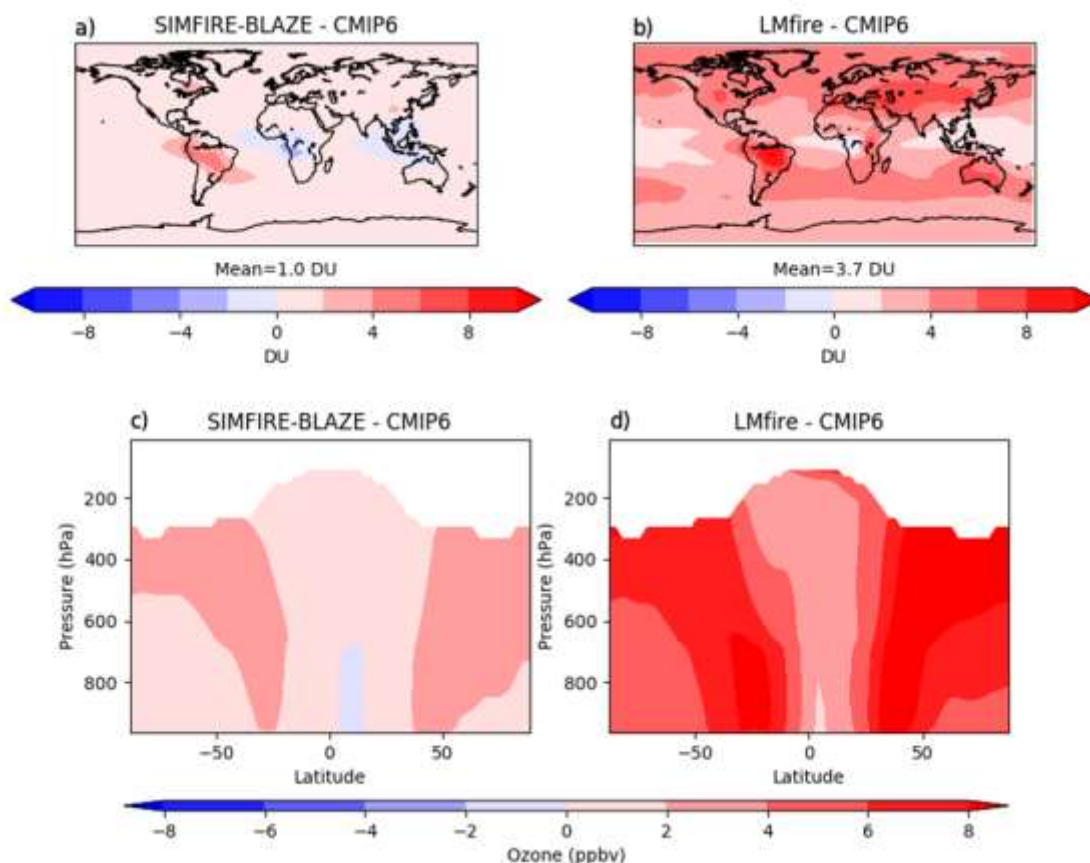 a) SIMFIRE-BLAZE - CMIP6
b) LMfire - CMIP6
Mean=1.0 DU
Mean=3.7 DU
−8 −4 0 4 8
DU
−8 −4 0 4 8
DU
c) SIMFIRE-BLAZE - CMIP6
d) LMfire - CMIP6
Pressure (hPa)
200
400
600
800
−50 0 50
Latitude
Pressure (hPa)
200
400
600
800
−50 0 50
Latitude
−8 −6 −4 −2 0 2 4 6 8
Ozone (ppbv)